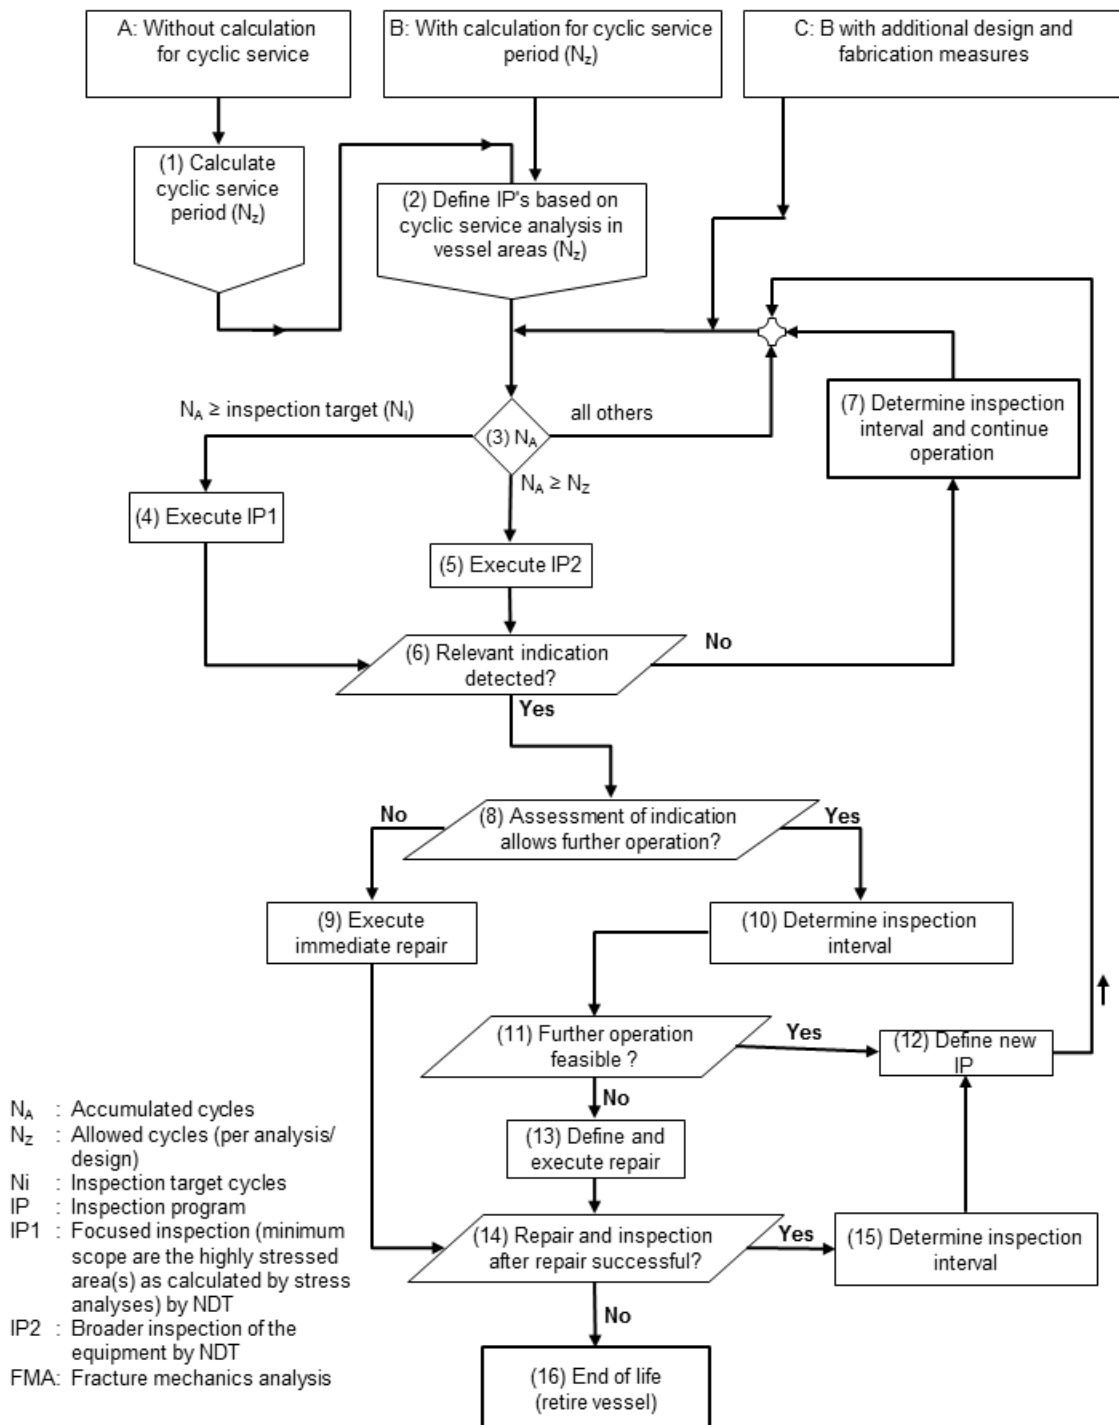 A: Without calculation
for cyclic service
B: With calculation for cyclic service
period (Nz)
C: B with additional design and
fabrication measures
(1) Calculate
cyclic service
period (Nz)
(2) Define IP's based on
cyclic service analysis in
vessel areas (Nz)
NA ≥ inspection target (Ni)
(3) NA
all others
(7) Determine inspection
interval and continue
operation
NA ≥ NZ
(4) Execute IP1
(5) Execute IP2
(6) Relevant indication
detected?
No
Yes
(8) Assessment of indication
allows further operation?
No
Yes
(9) Execute
immediate repair
(10) Determine inspection
interval
(11) Further operation
feasible ?
Yes
(12) Define new
IP
No
(13) Define and
execute repair
(14) Repair and inspection
after repair successful?
Yes
(15) Determine inspection
interval
No
(16) End of life
(retire vessel)
NA : Accumulated cycles
NZ : Allowed cycles (per analysis/
design)
Ni : Inspection target cycles
IP : Inspection program
IP1 : Focused inspection (minimum
scope are the highly stressed
area(s) as calculated by stress
analyses) by NDT
IP2 : Broader inspection of the
equipment by NDT
FMA: Fracture mechanics analysis